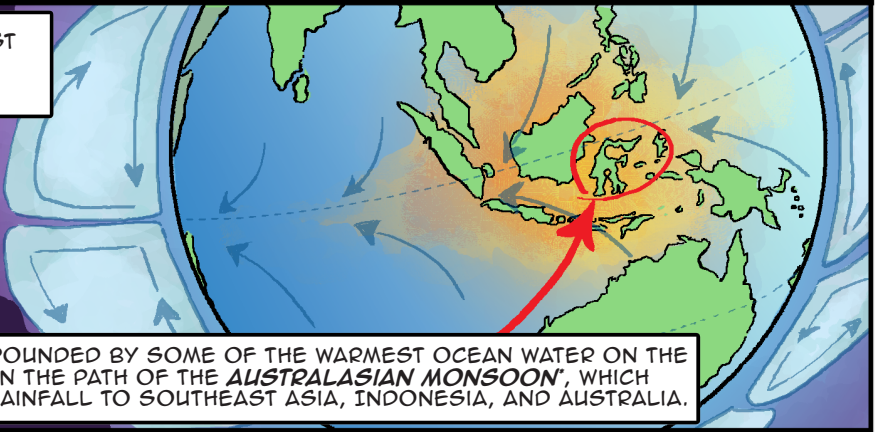 ST
ROUNDED BY SOME OF THE WARMEST OCEAN WATER ON THE
N THE PATH OF THE AUSTRALASIAN MONSOON*, WHICH
AINFALL TO SOUTHEAST ASIA, INDONESIA, AND AUSTRALIA.